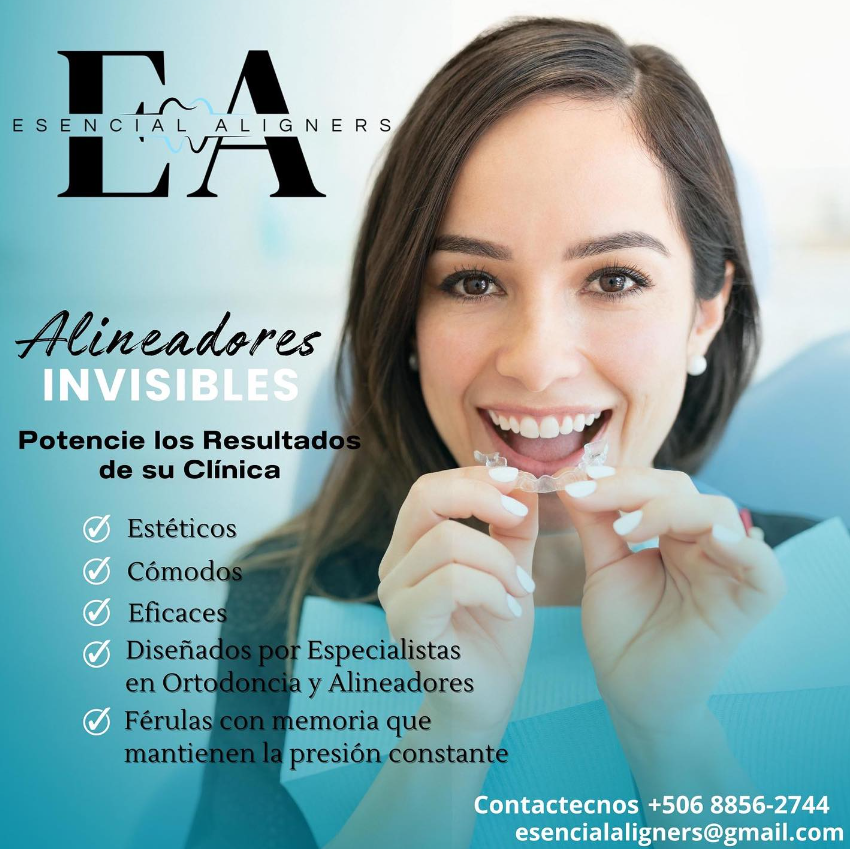 EA
ESENCIAL ALIGNERS
Alineadores
INVISIBLES
Potencie los Resultados
de su Clínica
Estéticos
Cómodos
Eficaces
Diseñados por Especialistas
en Ortodoncia y Alineadores
Férulas con memoria que
mantienen la presión constante
Contactecnos +506 8856-2744
esencialaligners@gmail.com